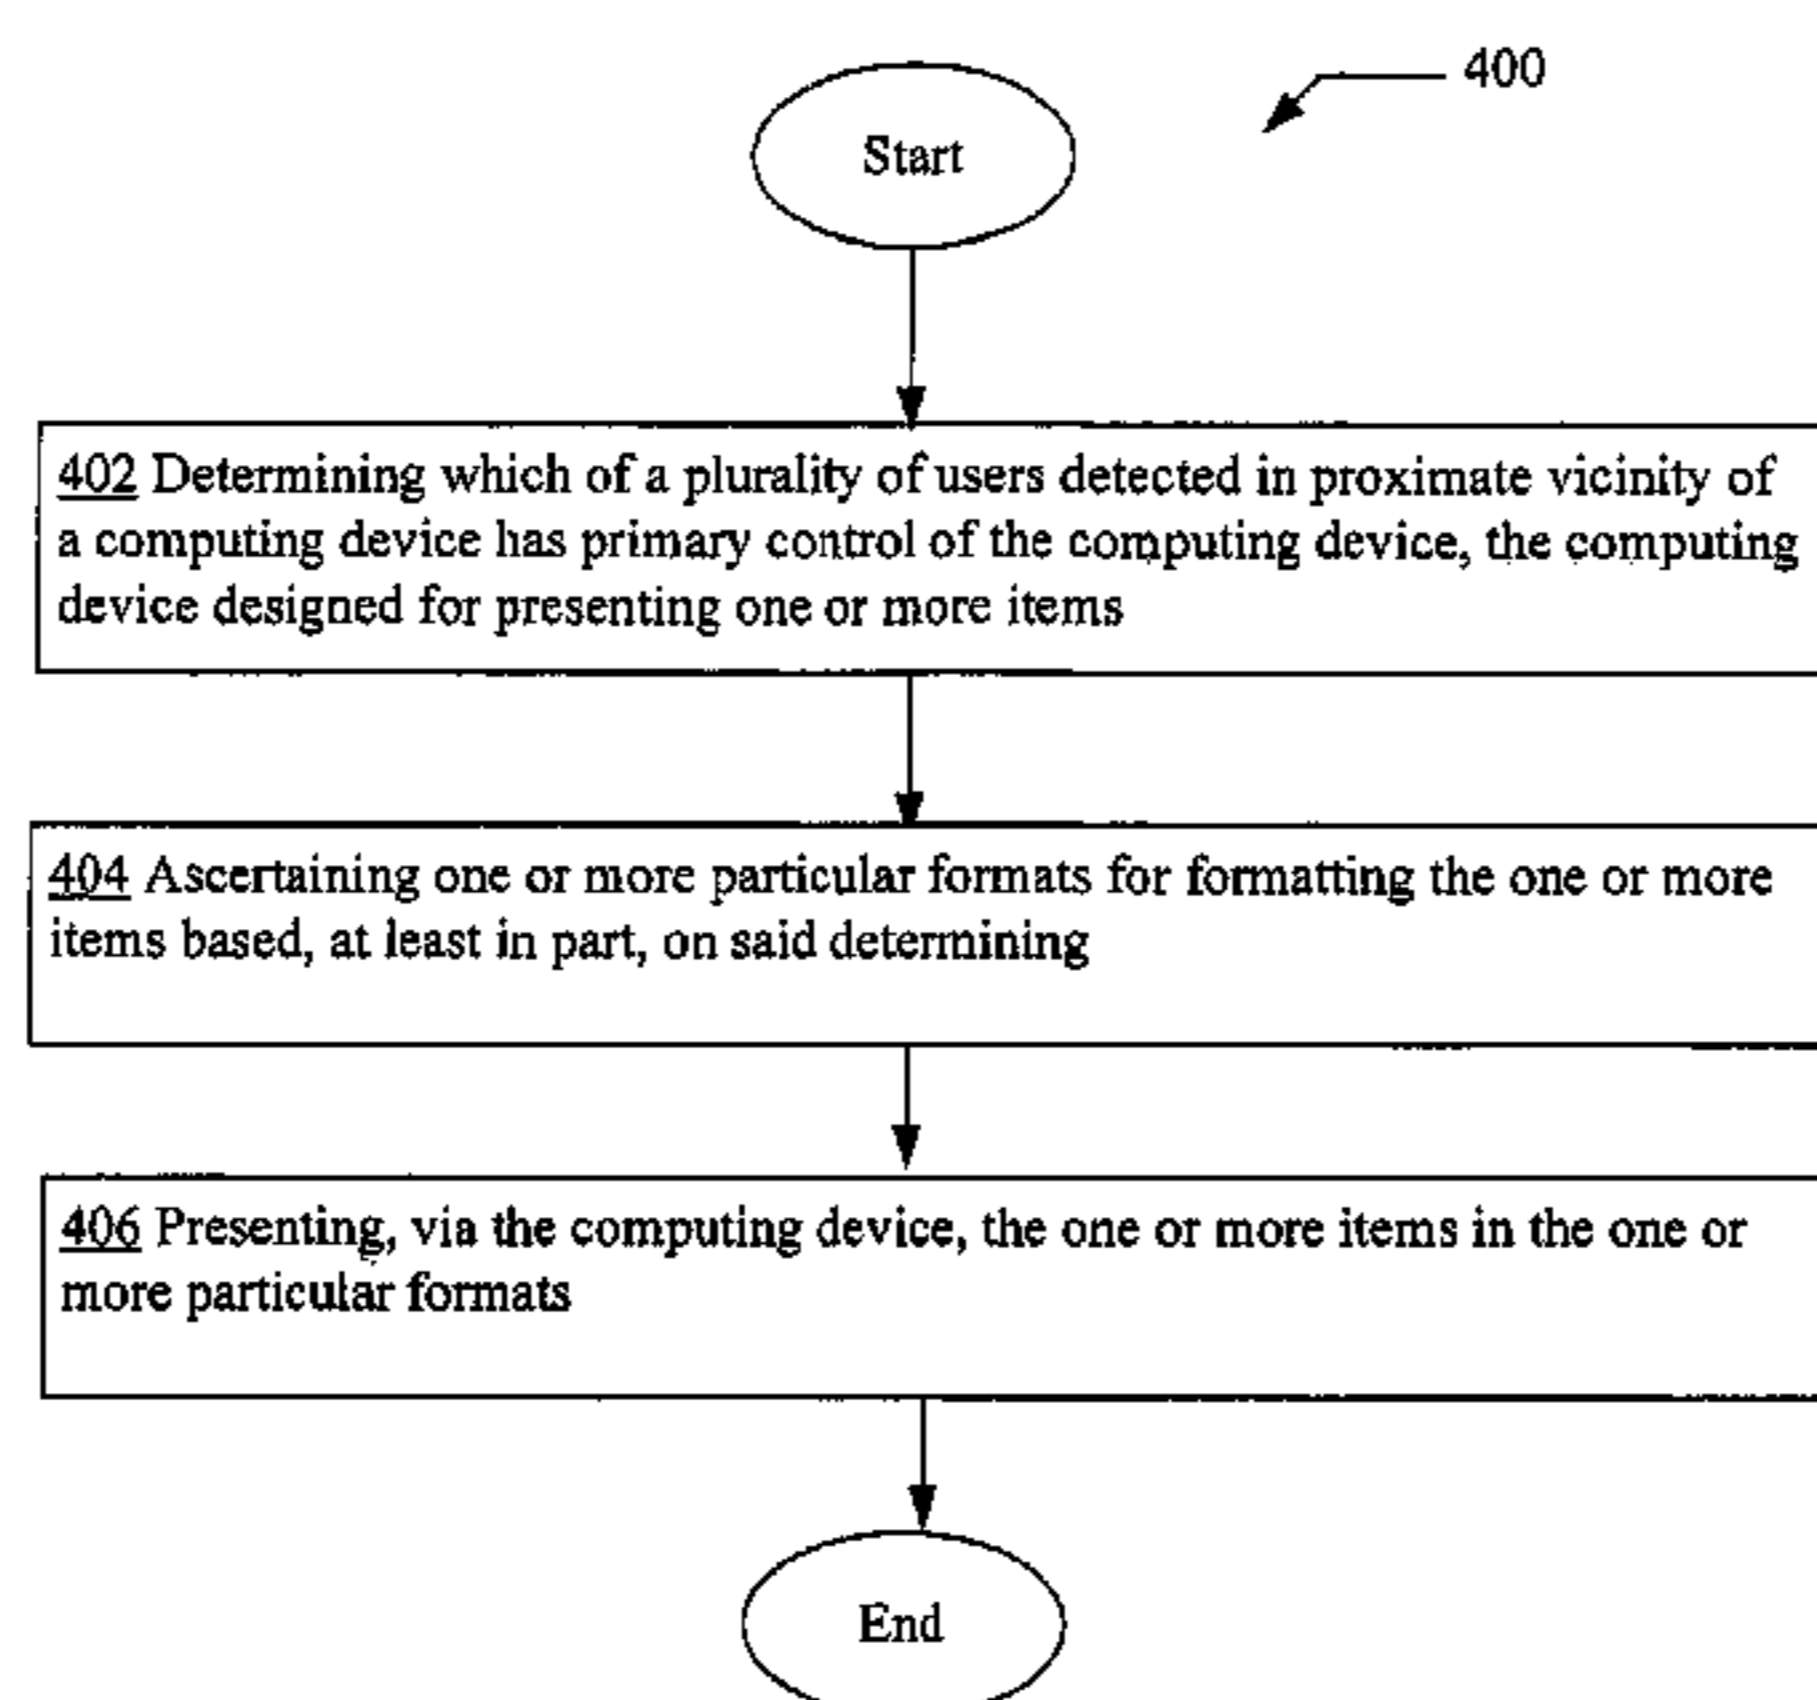 400
Start
402 Determining which of a plurality of users detected in proximate vicinity of
a computing device has primary control of the computing device, the computing
device designed for presenting one or more items
404 Ascertaining one or more particular formats for formatting the one or more
items based, at least in part, on said determining
406 Presenting, via the computing device, the one or more items in the one or
more particular formats
End